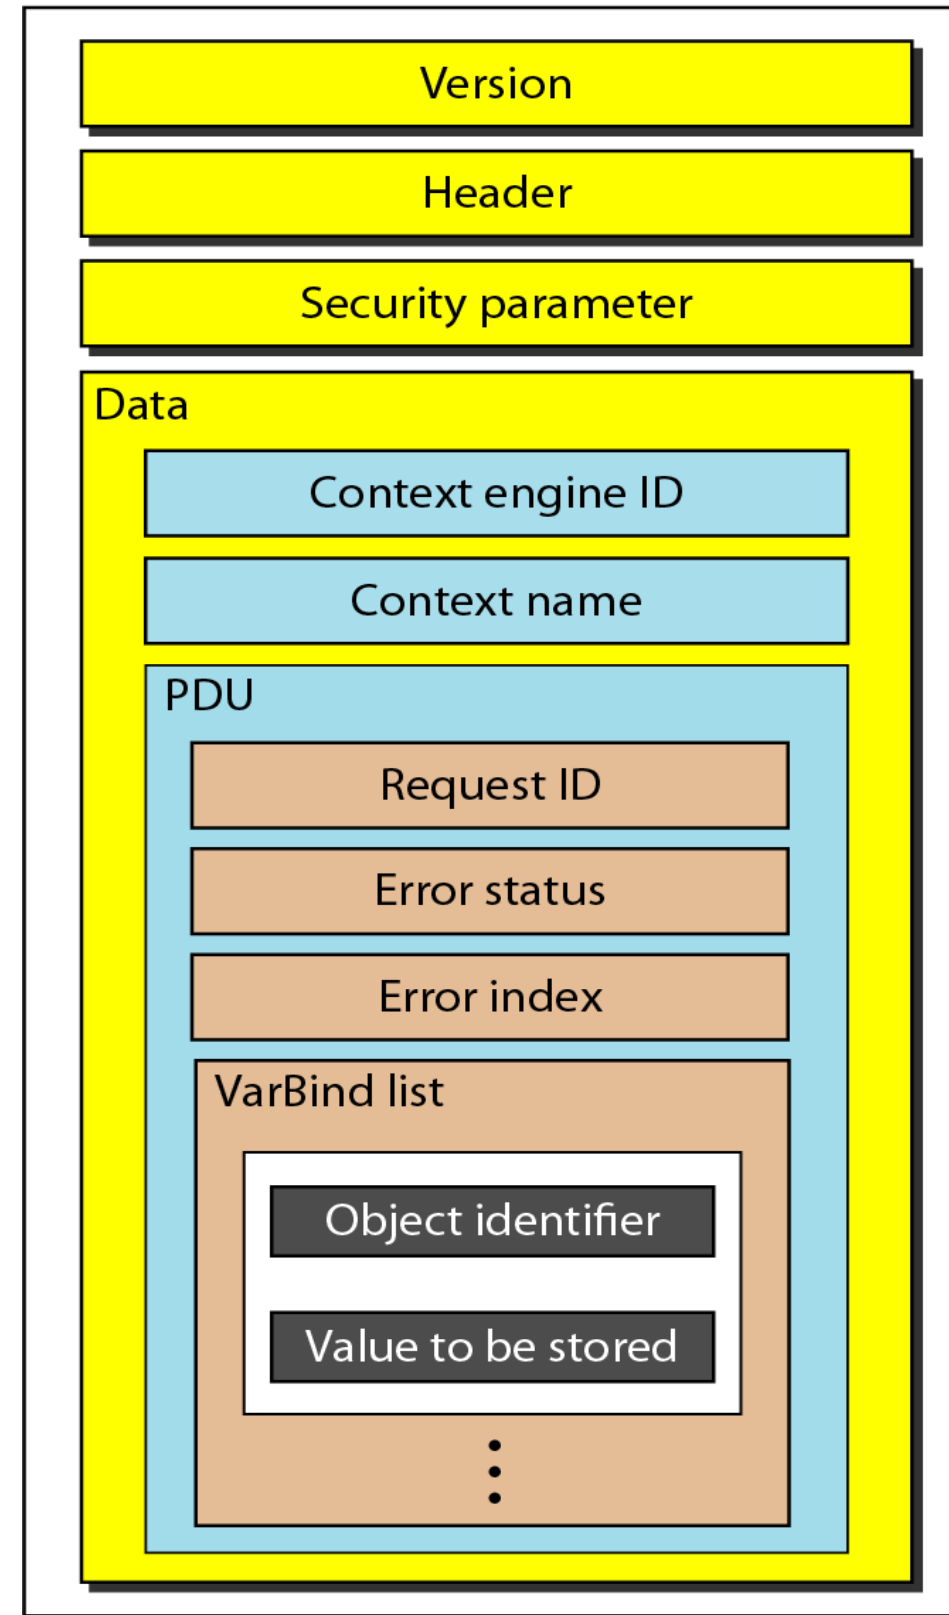 Version
Header
Security parameter
Data
Context engine ID
Context name
PDU
Request ID
Error status
Error index
VarBind list
Object identifier
Value to be stored